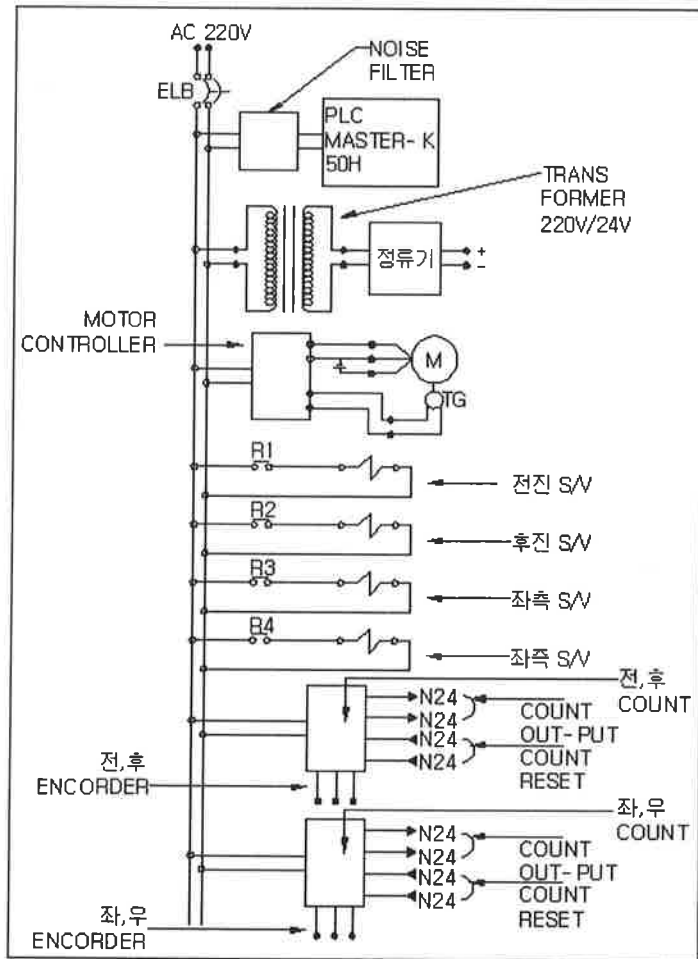 AC 220V
NOISE
FILTER
ELB
PLC
MASTER- K
50H
TRANS
FORMER
220V/24V
정류기
+
-
MOTOR
CONTROLLER
M
TG
R1
전진 S/V
R2
후진 S/V
R3
좌측 S/V
R4
좌측 S/V
전,후
COUNT
N24
N24
COUNT
OUT-PUT
N24
N24
COUNT
RESET
전,후
ENCORDER
좌,우
COUNT
N24
N24
COUNT
OUT-PUT
N24
N24
COUNT
RESET
좌,우
ENCORDER